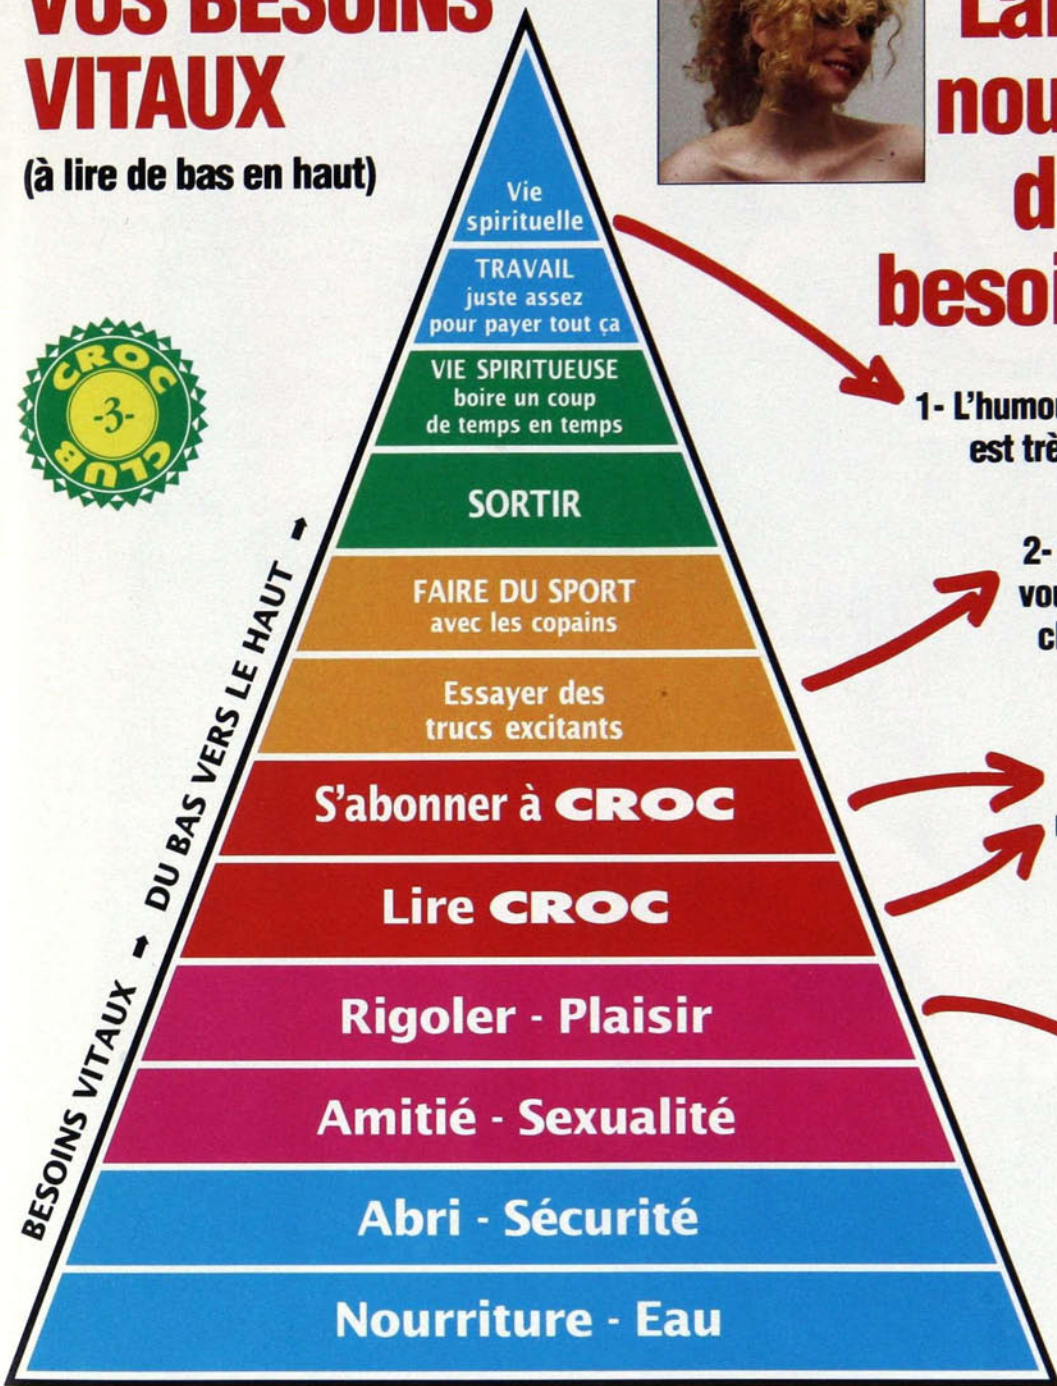 VOS BESOINS
VITAUX
(à lire de bas en haut)
CROC
-3-
CLUB
BESOINS VITAUX ➡ DU BAS VERS LE HAUT ➡
Vie
spirituelle
TRAVAIL
juste assez
pour payer tout ça
VIE SPIRITUEUSE
boire un coup
de temps en temps
SORTIR
FAIRE DU SPORT
avec les copains
Essayer des
trucs excitants
S'abonner à CROC
Lire CROC
Rigoler - Plaisir
Amitié - Sexualité
Abri - Sécurité
Nourriture - Eau
nou
d
besoi
1- L'humo
est trè
2-
vou